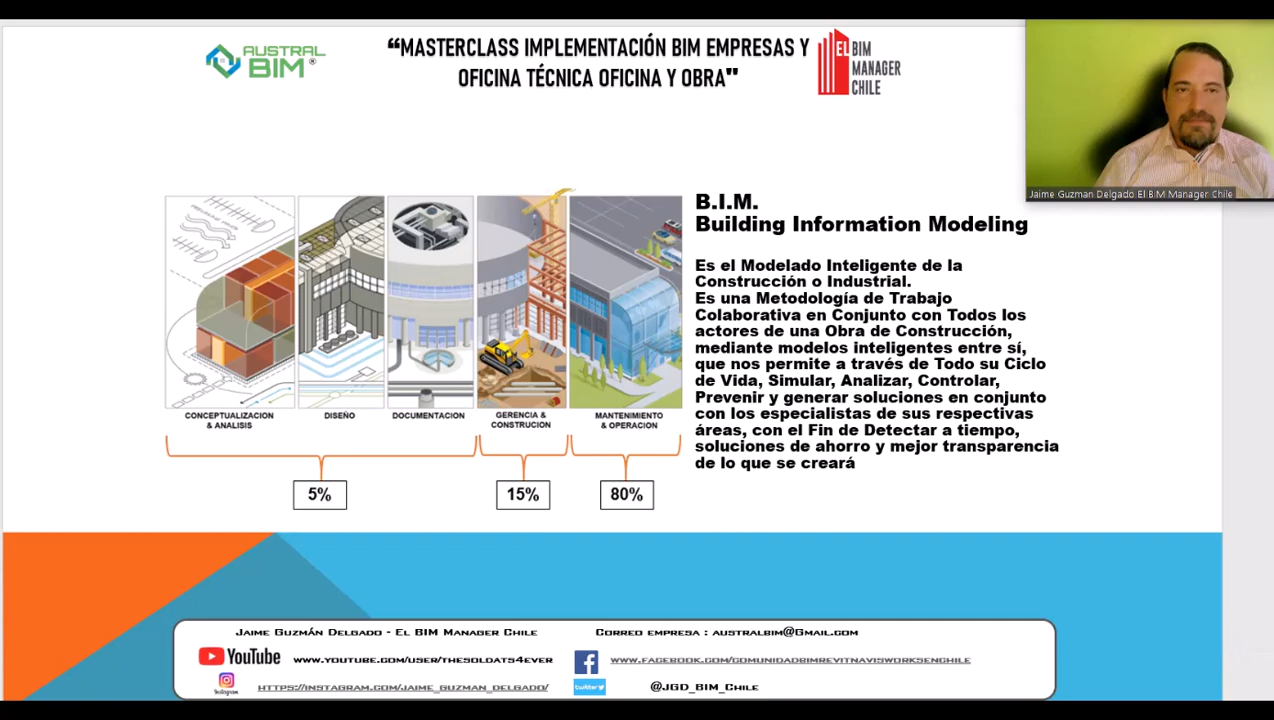 AUSTRAL
BIM®
“MASTERCLASS IMPLEMENTACIÓN BIM EMPRESAS Y
OFICINA TÉCNICA OFICINA Y OBRA"
EL BIM
MANAGER
CHILE
Jaime Guzman Delgado El BIM Manager Chile
B.I.M.
Building Information Modeling
Es el Modelado Inteligente de la
Construcción o Industrial.
Es una Metodología de Trabajo
Colaborativa en Conjunto con Todos los
actores de una Obra de Construcción,
mediante modelos inteligentes entre sí,
que nos permite a través de Todo su Ciclo
de Vida, Simular, Analizar, Controlar,
Prevenir y generar soluciones en conjunto
con los especialistas de sus respectivas
áreas, con el Fin de Detectar a tiempo,
soluciones de ahorro y mejor transparencia
de lo que se creará
CONCEPTUALIZACION
& ANALISIS
DISEÑO
DOCUMENTACION
GERENCIA &
CONSTRUCION
MANTENIMIENTO
& OPERACION
5%
15%
80%
Jaime Guzmán Delgado - El BIM Manager Chile
Correo empresa : australbim@Gmail.com
YouTube
www.youtube.com/user/thesoldat54ever
www.facebook.com/comunidadbimrevitnavisworksenchile
Instagram
https://instagram.com/jaime_guzman_delgado/
twitter
@JGD_BIM_Chile